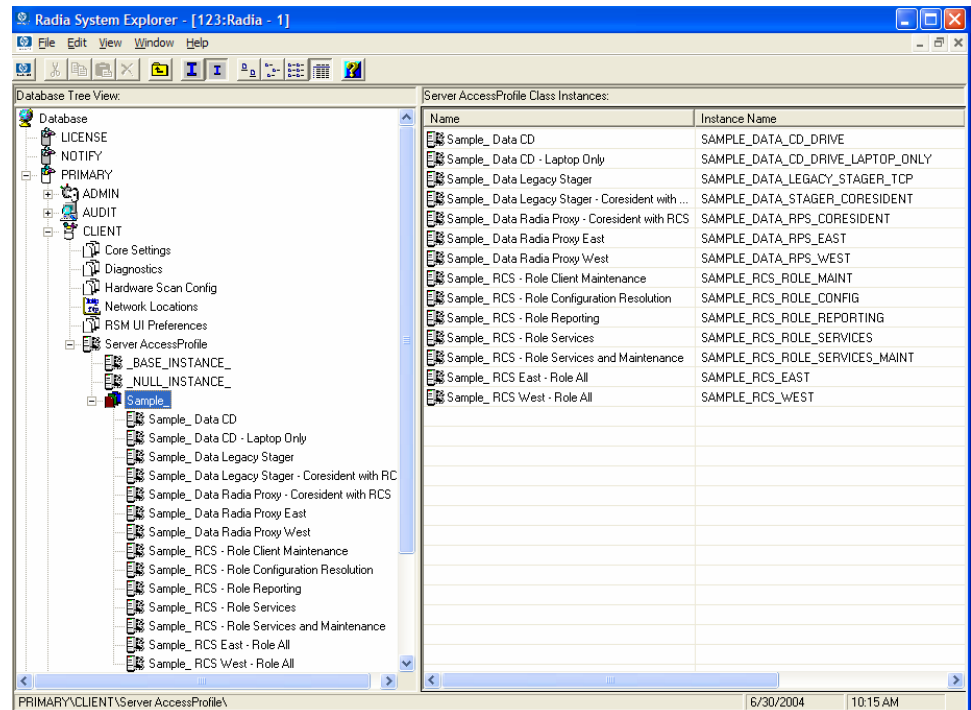 Radia System Explorer - [123:Radia - 1]
File Edit View Window Help
Database Tree View:
Database
LICENSE
NOTIFY
PRIMARY
ADMIN
AUDIT
CLIENT
Core Settings
Diagnostics
Hardware Scan Config
Network Locations
RSM UI Preferences
Server AccessProfile
_BASE_INSTANCE_
_NULL_INSTANCE_
Sample_
Sample_ Data CD
Sample_ Data CD - Laptop Only
Sample_ Data Legacy Stager
Sample_ Data Legacy Stager - Coresident with RC
Sample_ Data Radia Proxy - Coresident with RCS
Sample_ Data Radia Proxy East
Sample_ Data Radia Proxy West
Sample_ RCS - Role Client Maintenance
Sample_ RCS - Role Configuration Resolution
Sample_ RCS - Role Reporting
Sample_ RCS - Role Services
Sample_ RCS - Role Services and Maintenance
Sample_ RCS East - Role All
Sample_ RCS West - Role All
Server AccessProfile Class Instances:
Name Instance Name
Sample_ Data CD SAMPLE_DATA_CD_DRIVE
Sample_ Data CD - Laptop Only SAMPLE_DATA_CD_DRIVE_LAPTOP_ONLY
Sample_ Data Legacy Stager SAMPLE_DATA_LEGACY_STAGER_TCP
Sample_ Data Legacy Stager - Coresident with ... SAMPLE_DATA_STAGER_CORESIDENT
Sample_ Data Radia Proxy - Coresident with RCS SAMPLE_DATA_RPS_CORESIDENT
Sample_ Data Radia Proxy East SAMPLE_DATA_RPS_EAST
Sample_ Data Radia Proxy West SAMPLE_DATA_RPS_WEST
Sample_ RCS - Role Client Maintenance SAMPLE_RCS_ROLE_MAINT
Sample_ RCS - Role Configuration Resolution SAMPLE_RCS_ROLE_CONFIG
Sample_ RCS - Role Reporting SAMPLE_RCS_ROLE_REPORTING
Sample_ RCS - Role Services SAMPLE_RCS_ROLE_SERVICES
Sample_ RCS - Role Services and Maintenance SAMPLE_RCS_ROLE_SERVICES_MAINT
Sample_ RCS East - Role All SAMPLE_RCS_EAST
Sample_ RCS West - Role All SAMPLE_RCS_WEST
PRIMARY\CLIENT\Server AccessProfile\ 6/30/2004 10:15 AM